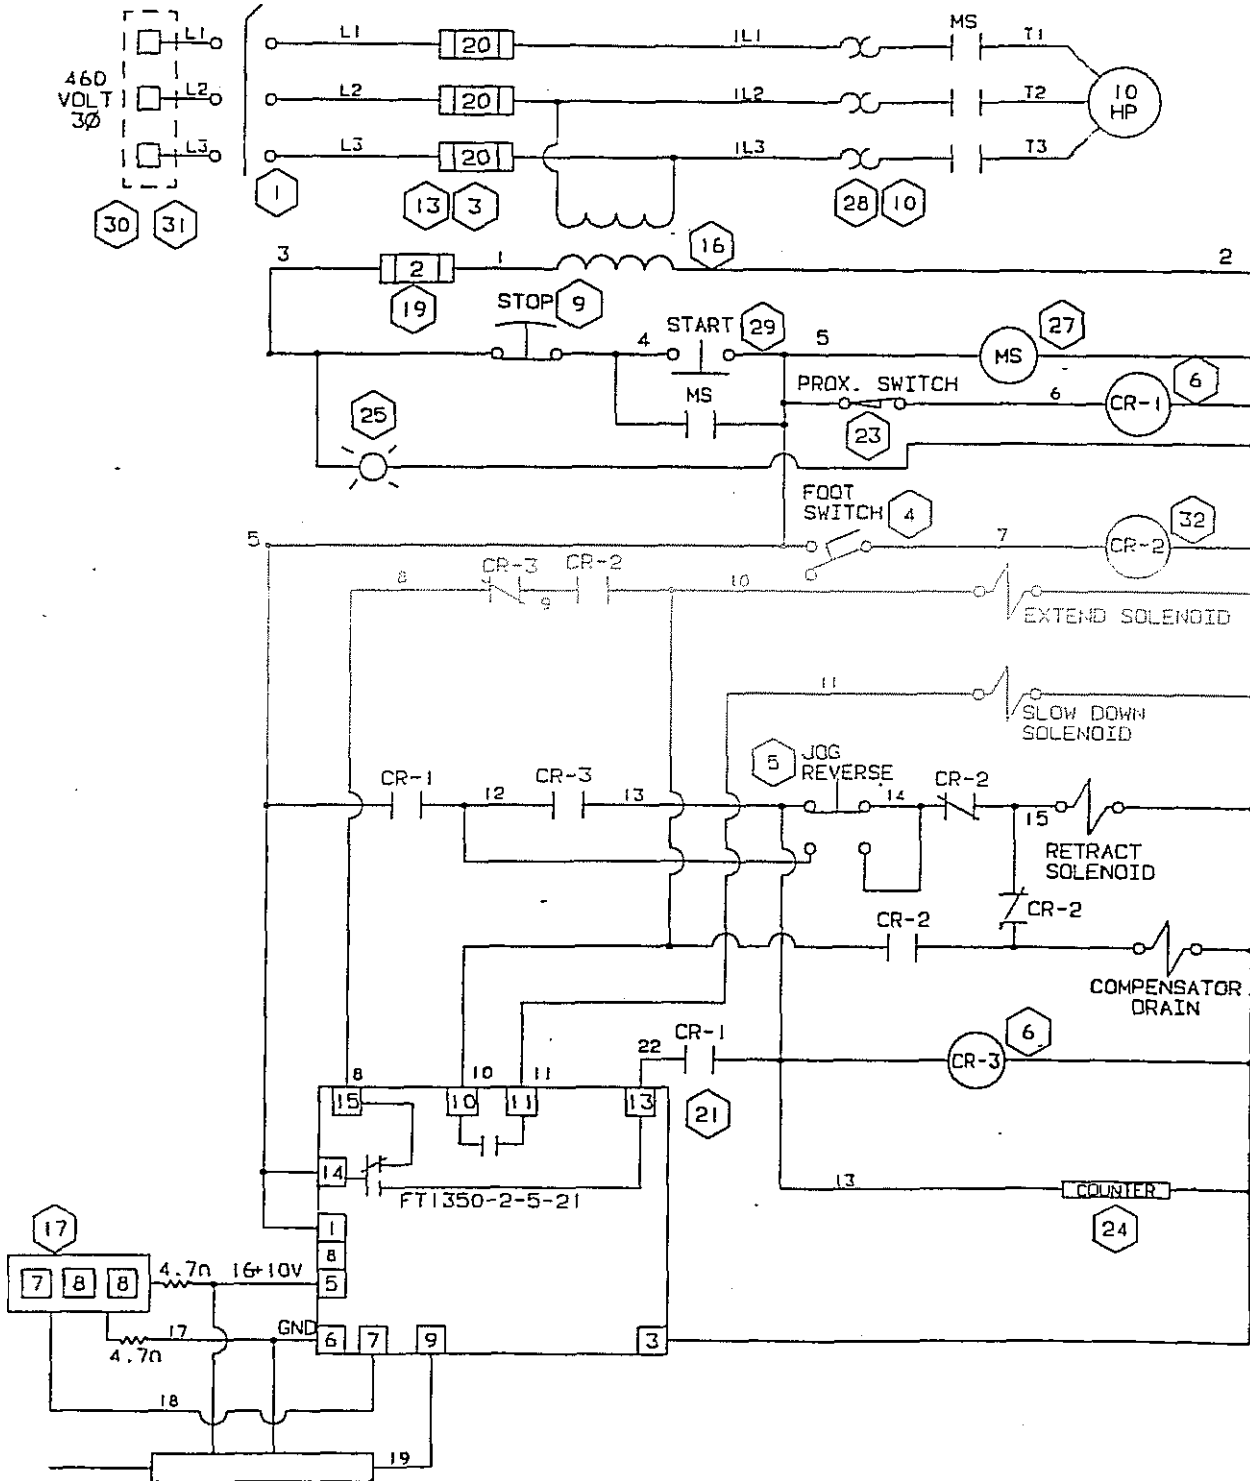 L1 L1 20 1L1 MS T1
460
VOLT
3Ø
L2 L2 20 1L2 T2
10
HP
L3 L3 20 1L3 T3
1
13 3 28 10
30 31
16
3 2 1 2
19
STOP 9
START 29
4 5
27
MS
MS
PROX. SWITCH
6
6
CR-1
25
23
FOOT
SWITCH
4
32
5
7
CR-2
CR-3 CR-2
8 9 10
EXTEND SOLENOID
11
SLOW DOWN
SOLENOID
5 JOG
REVERSE
CR-1 CR-3 CR-2
12 13 14 15
RETRACT
SOLENOID
CR-2
CR-2
COMPENSATOR
DRAIN
CR-1
22
6
CR-3
8 10 11
15 10 11 13
21
14
FT1350-2-5-21
13
COUNTER
24
17
1
8
7 8 8
4.7Ω 16+10V
5
17 GND
6 7 9 3
4.7Ω
18
19